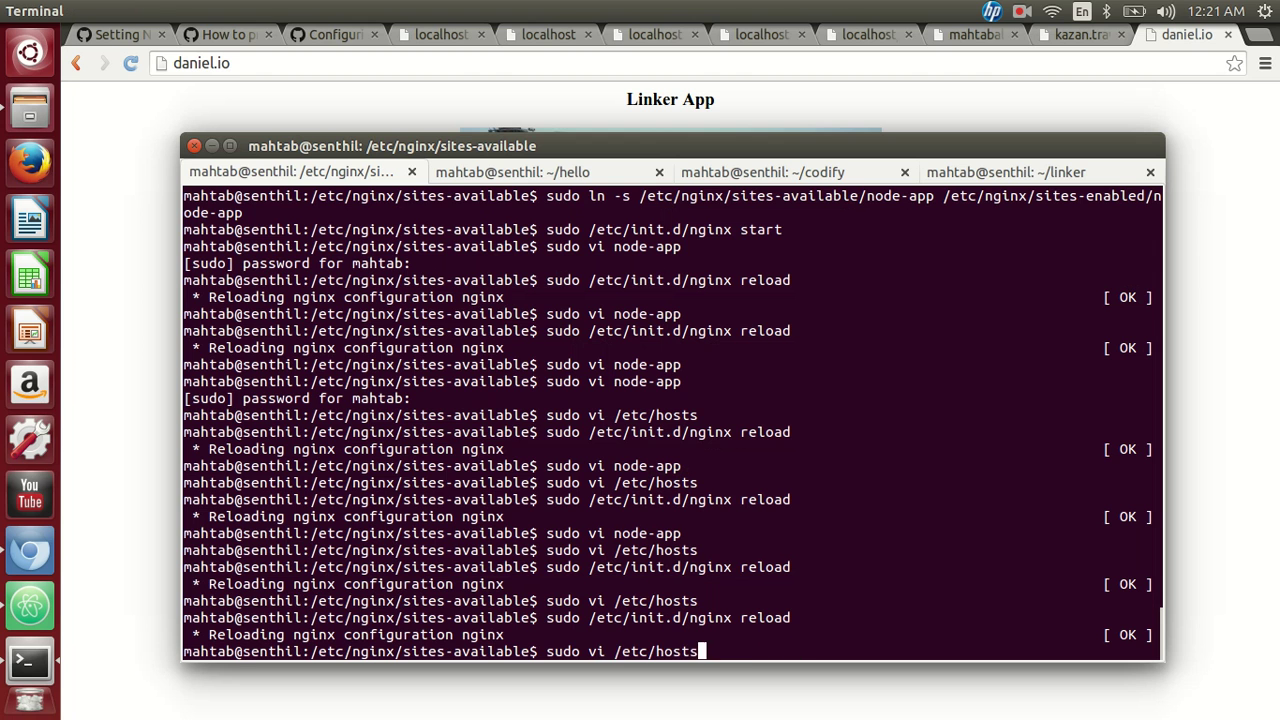 Terminal
hp
En
12:21 AM
Setting N
How to p
Configuri
localhost
localhost
localhost
localhost
localhost
mahtabal
kazan.tra
daniel.io
daniel.io
Linker App
mahtab@senthil: /etc/nginx/sites-available
mahtab@senthil: /etc/nginx/si...
mahtab@senthil: ~/hello
mahtab@senthil: ~/codify
mahtab@senthil: ~/linker
mahtab@senthil:/etc/nginx/sites-available$ sudo ln -s /etc/nginx/sites-available/node-app /etc/nginx/sites-enabled/n
ode-app
mahtab@senthil:/etc/nginx/sites-available$ sudo /etc/init.d/nginx start
mahtab@senthil:/etc/nginx/sites-available$ sudo vi node-app
[sudo] password for mahtab:
mahtab@senthil:/etc/nginx/sites-available$ sudo /etc/init.d/nginx reload
* Reloading nginx configuration nginx [ OK ]
mahtab@senthil:/etc/nginx/sites-available$ sudo vi node-app
mahtab@senthil:/etc/nginx/sites-available$ sudo /etc/init.d/nginx reload
* Reloading nginx configuration nginx [ OK ]
mahtab@senthil:/etc/nginx/sites-available$ sudo vi node-app
mahtab@senthil:/etc/nginx/sites-available$ sudo vi node-app
[sudo] password for mahtab:
mahtab@senthil:/etc/nginx/sites-available$ sudo vi /etc/hosts
mahtab@senthil:/etc/nginx/sites-available$ sudo /etc/init.d/nginx reload
* Reloading nginx configuration nginx [ OK ]
mahtab@senthil:/etc/nginx/sites-available$ sudo vi node-app
mahtab@senthil:/etc/nginx/sites-available$ sudo vi /etc/hosts
mahtab@senthil:/etc/nginx/sites-available$ sudo /etc/init.d/nginx reload
* Reloading nginx configuration nginx [ OK ]
mahtab@senthil:/etc/nginx/sites-available$ sudo vi node-app
mahtab@senthil:/etc/nginx/sites-available$ sudo vi /etc/hosts
mahtab@senthil:/etc/nginx/sites-available$ sudo /etc/init.d/nginx reload
* Reloading nginx configuration nginx [ OK ]
mahtab@senthil:/etc/nginx/sites-available$ sudo vi /etc/hosts
mahtab@senthil:/etc/nginx/sites-available$ sudo /etc/init.d/nginx reload
* Reloading nginx configuration nginx [ OK ]
mahtab@senthil:/etc/nginx/sites-available$ sudo vi /etc/hosts
a
You
Tube